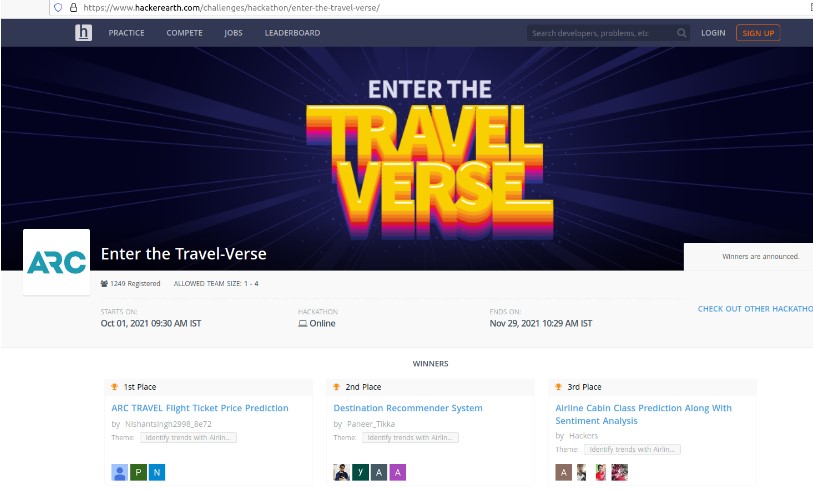 https://www.hackerearth.com/challenges/hackathon/enter-the-travel-verse/
h PRACTICE COMPETE JOBS LEADERBOARD Search developers, problems, etc LOGIN SIGN UP
ENTER THE
TRAVEL
VERSE
ARC Enter the Travel-Verse
Winners are announced.
1249 Registered ALLOWED TEAM SIZE: 1 - 4
STARTS ON: HACKATHON ENDS ON:
Oct 01, 2021 09:30 AM IST Online Nov 29, 2021 10:29 AM IST
CHECK OUT OTHER HACKATHO
WINNERS
1st Place
ARC TRAVEL Flight Ticket Price Prediction
by Nishantsingh2998_8e72
Theme: Identify trends with Airlin...
P N
2nd Place
Destination Recommender System
by Paneer_Tikka
Theme: Identify trends with Airlin...
y A A
3rd Place
Airline Cabin Class Prediction Along With
Sentiment Analysis
by Hackers
Theme: Identify trends with Airlin...
A